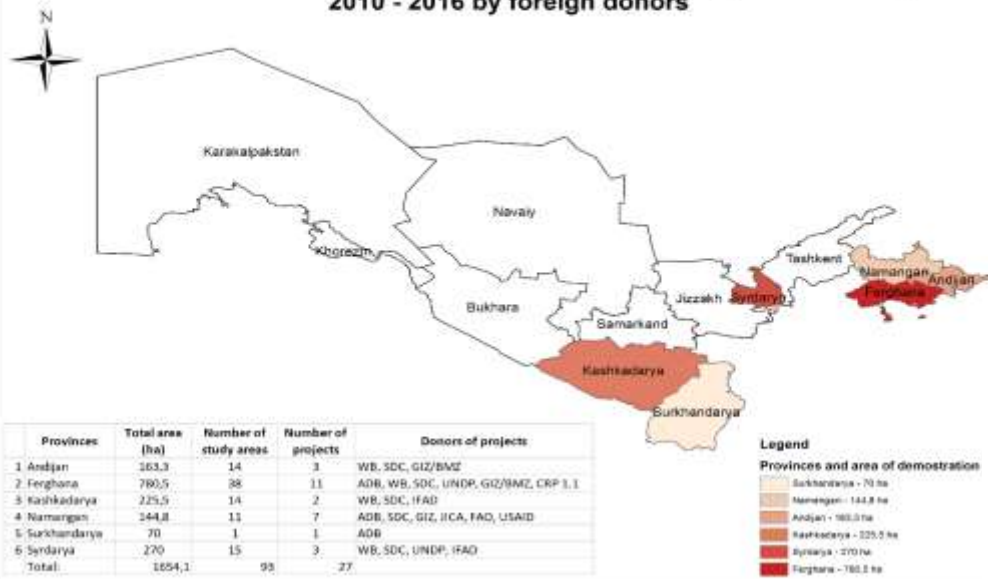 2010 - 2016 by foreign donors
N
Karakalpakstan
Navaiy
Khorezm
Tashkent
Namangan
Andijan
Ferghana
Bukhara
Jizzakh
Syrdarya
Samarkand
Kashkadarya
Surkhandarya
Provinces Total area (ha) Number of study areas Number of projects Donors of projects
1 Andijan 163,3 14 3 WB, SDC, GIZ/BMZ
2 Ferghana 780,5 38 11 ADB, WB, SDC, UNDP, GIZ/BMZ, CRP 1.1
3 Kashkadarya 225,5 14 2 WB, SDC, IFAD
4 Namangan 144,8 11 7 ADB, SDC, GIZ, JICA, FAO, USAID
5 Surkhandarya 70 1 1 ADB
6 Syrdarya 270 15 3 WB, SDC, UNDP, IFAD
Total: 1654,1 93 27
Legend
Provinces and area of demostration
Surkhandarya - 70 ha
Namangan - 144,8 ha
Andijan - 163,3 ha
Kashkadarya - 225,5 ha
Syrdarya - 270 ha
Ferghana - 780,5 ha